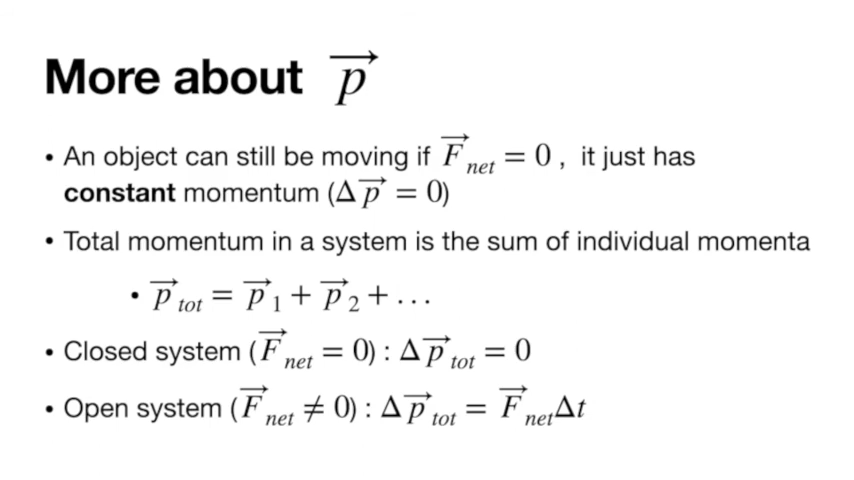 More about p⃗
• An object can still be moving if F⃗net = 0 , it just has
constant momentum (Δp⃗ = 0)
• Total momentum in a system is the sum of individual momenta
• p⃗tot = p⃗1 + p⃗2 + …
• Closed system (F⃗net = 0) : Δp⃗tot = 0
• Open system (F⃗net ≠ 0) : Δp⃗tot = F⃗netΔt